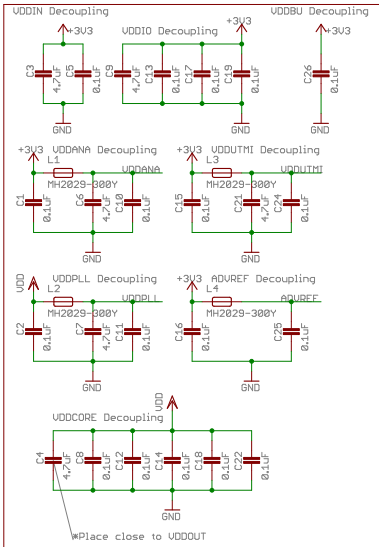 VDDIN Decoupling
+3V3
C3
4.7uF
C5
0.1uF
GND
VDDIO Decoupling
+3V3
C9
4.7uF
C13
0.1uF
C17
0.1uF
C19
0.1uF
GND
VDDBU Decoupling
+3V3
C26
0.1uF
GND
VDDANA Decoupling
+3V3
L1
VDDANA
MH2029-300Y
C1
0.1uF
C6
4.7uF
C10
0.1uF
GND
VDDUTMI Decoupling
+3V3
L3
VDDUTMI
MH2029-300Y
C15
0.1uF
C21
4.7uF
C24
0.1uF
GND
VDDPLL Decoupling
VDD
L2
VDDPLL
MH2029-300Y
C2
0.1uF
C7
4.7uF
C11
0.1uF
GND
ADVREF Decoupling
+3V3
L4
ADVREF
MH2029-300Y
C16
0.1uF
C25
0.1uF
GND
VDDCORE Decoupling
VDD
C4
4.7uF
C8
0.1uF
C12
0.1uF
C14
0.1uF
C18
0.1uF
C22
0.1uF
GND
*Place close to VDDOUT